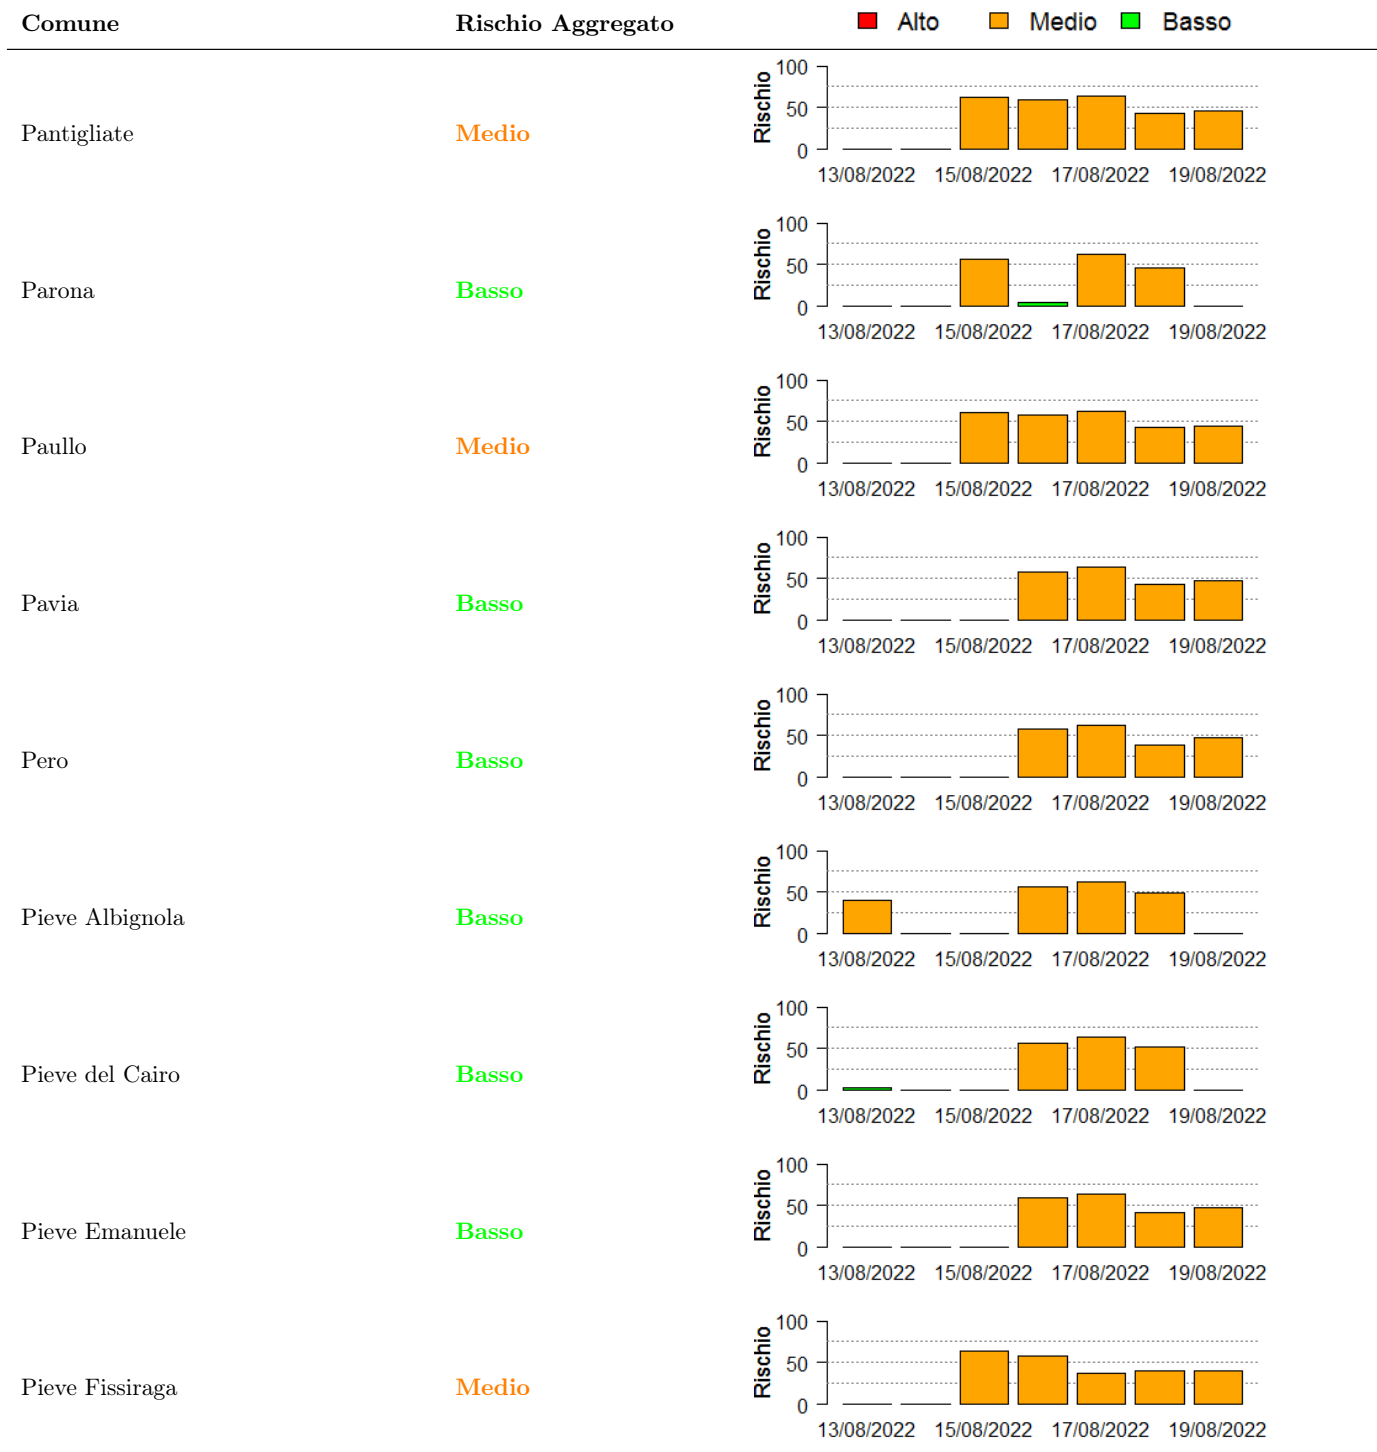 Comune Rischio Aggregato Alto Medio Basso
Pantigliate Medio
Rischio
100
50
0
13/08/2022 15/08/2022 17/08/2022 19/08/2022
Parona Basso
Rischio
100
50
0
13/08/2022 15/08/2022 17/08/2022 19/08/2022
Paullo Medio
Rischio
100
50
0
13/08/2022 15/08/2022 17/08/2022 19/08/2022
Pavia Basso
Rischio
100
50
0
13/08/2022 15/08/2022 17/08/2022 19/08/2022
Pero Basso
Rischio
100
50
0
13/08/2022 15/08/2022 17/08/2022 19/08/2022
Pieve Albignola Basso
Rischio
100
50
0
13/08/2022 15/08/2022 17/08/2022 19/08/2022
Pieve del Cairo Basso
Rischio
100
50
0
13/08/2022 15/08/2022 17/08/2022 19/08/2022
Pieve Emanuele Basso
Rischio
100
50
0
13/08/2022 15/08/2022 17/08/2022 19/08/2022
Pieve Fissiraga Medio
Rischio
100
50
0
13/08/2022 15/08/2022 17/08/2022 19/08/2022